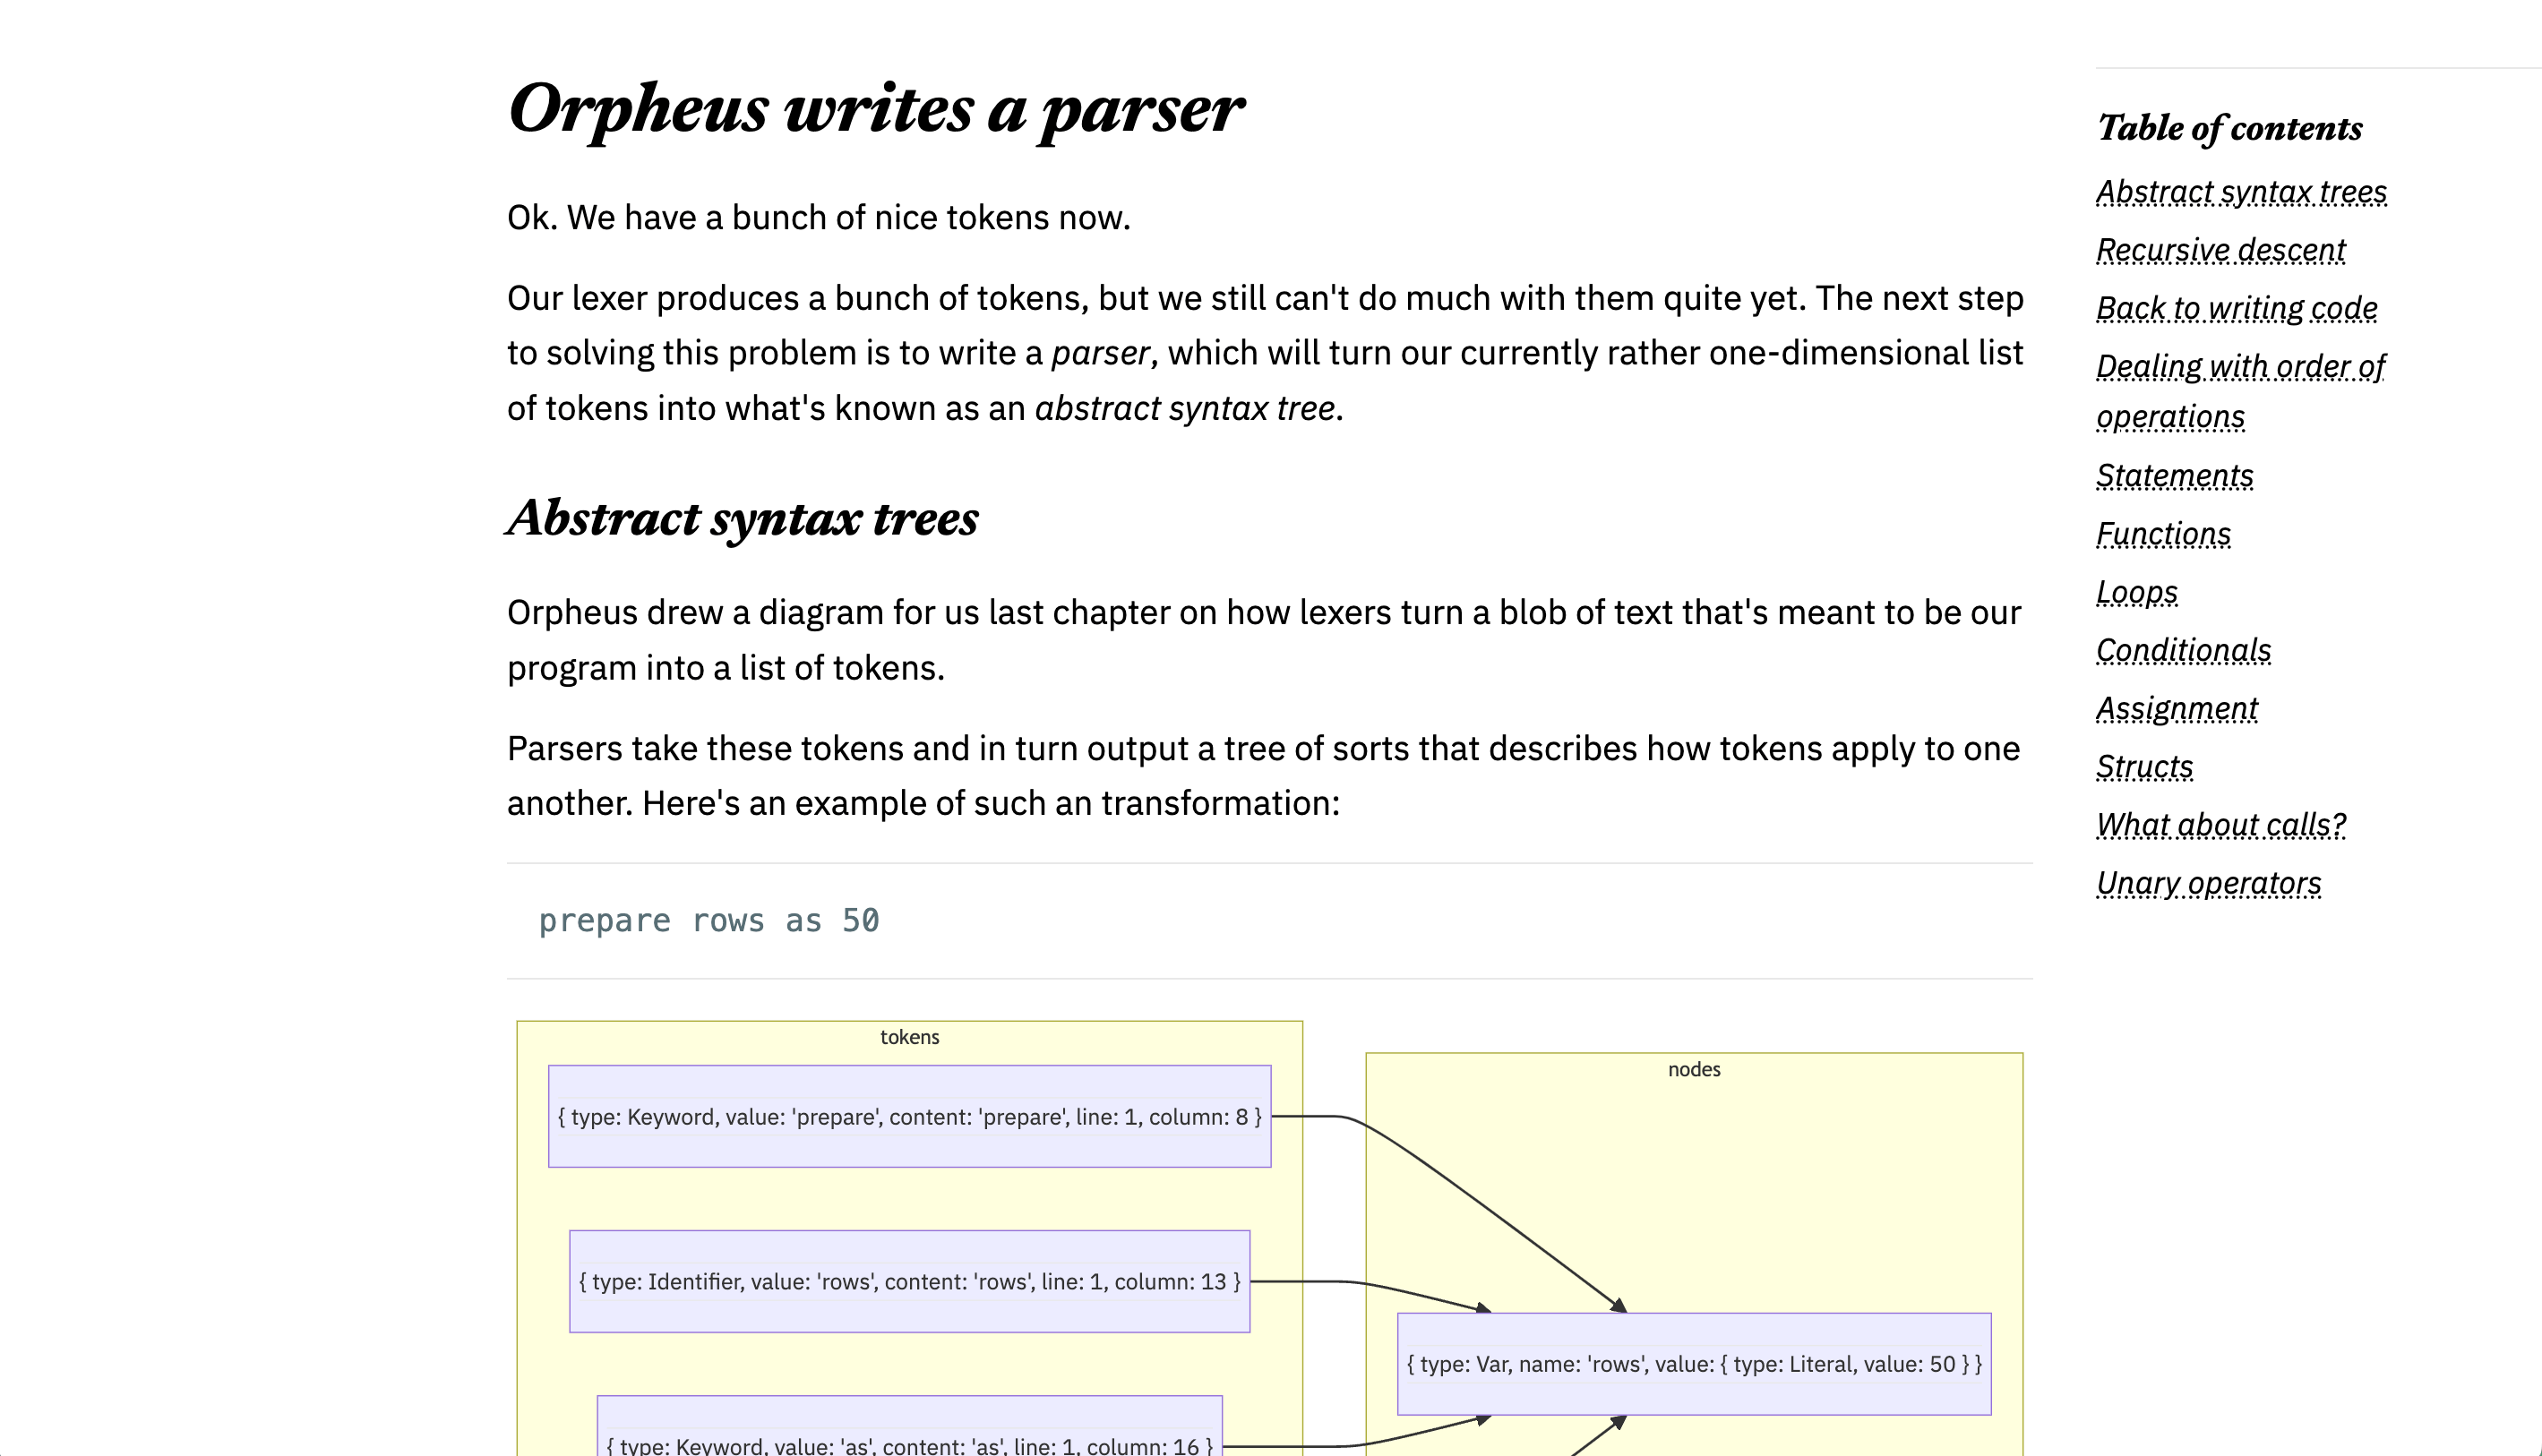 Orpheus writes a parser
Ok. We have a bunch of nice tokens now.
Our lexer produces a bunch of tokens, but we still can't do much with them quite yet. The next step
to solving this problem is to write a parser, which will turn our currently rather one-dimensional list
of tokens into what's known as an abstract syntax tree.
Abstract syntax trees
Orpheus drew a diagram for us last chapter on how lexers turn a blob of text that's meant to be our
program into a list of tokens.
Parsers take these tokens and in turn output a tree of sorts that describes how tokens apply to one
another. Here's an example of such an transformation:
prepare rows as 50
tokens
{ type: Keyword, value: 'prepare', content: 'prepare', line: 1, column: 8 }
{ type: Identifier, value: 'rows', content: 'rows', line: 1, column: 13 }
{ type: Keyword, value: 'as', content: 'as', line: 1, column: 16 }
nodes
{ type: Var, name: 'rows', value: { type: Literal, value: 50 } }
Table of contents
Abstract syntax trees
Recursive descent
Back to writing code
Dealing with order of
operations
Statements
Functions
Loops
Conditionals
Assignment
Structs
What about calls?
Unary operators